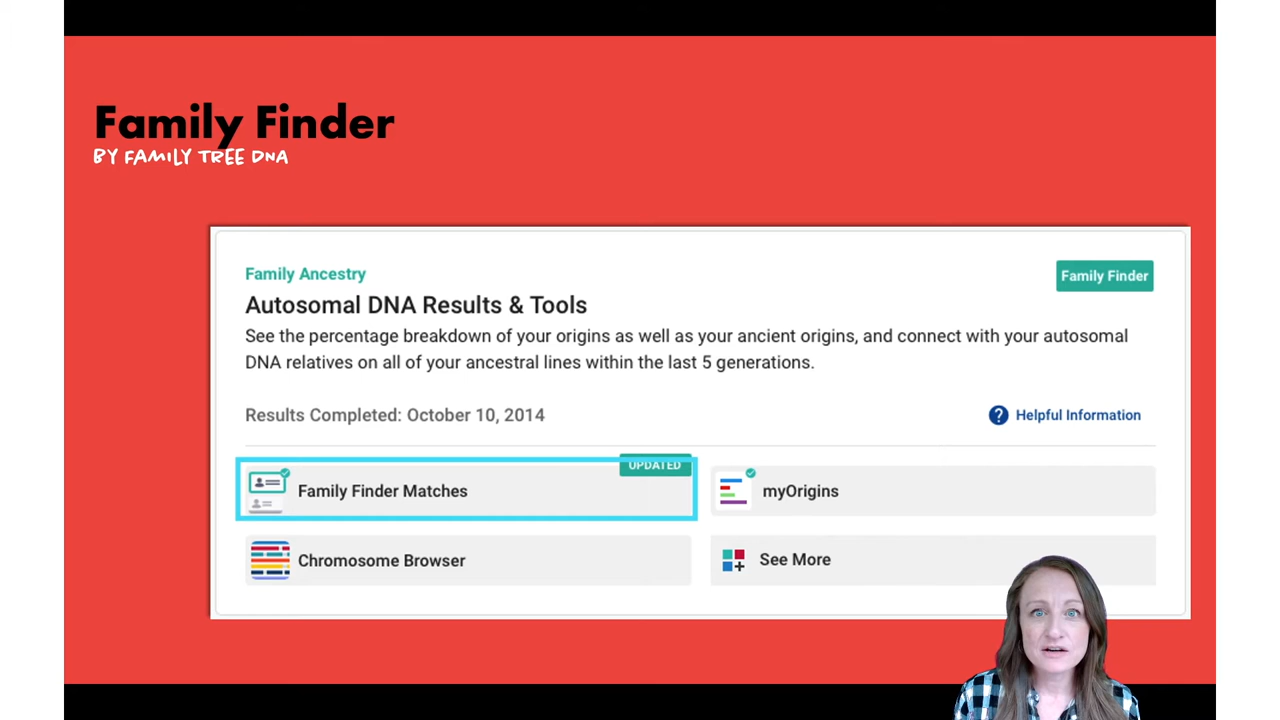 Family Finder
BY FAMILY TREE DNA
Family Ancestry
Family Finder
Autosomal DNA Results & Tools
See the percentage breakdown of your origins as well as your ancient origins, and connect with your autosomal
DNA relatives on all of your ancestral lines within the last 5 generations.
Results Completed: October 10, 2014
? Helpful Information
UPDATED
Family Finder Matches
myOrigins
Chromosome Browser
See More